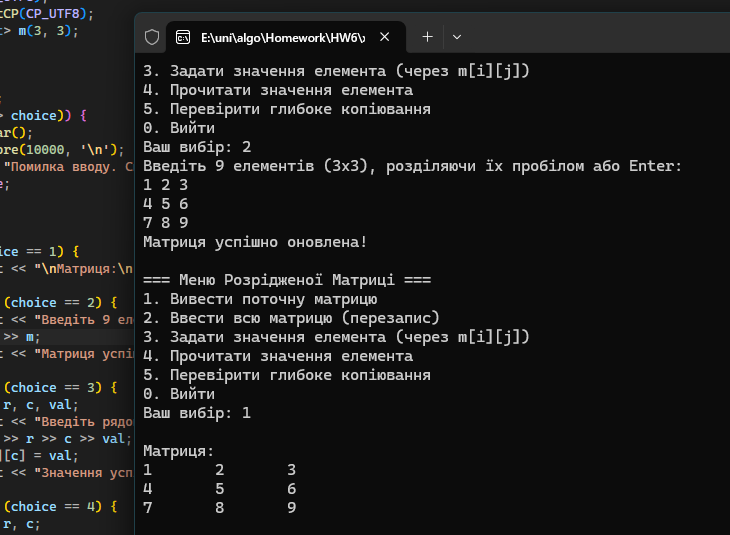 tCP(CP_UTF8);
t> m(3, 3);
;
> choice)) {
ar();
ore(10000, '\n');
"Помилка вводу. С
e;
ice == 1) {
t << "\nМатриця:\n
(choice == 2) {
t << "Введіть 9 ел
>> m;
t << "Матриця успі
(choice == 3) {
r, c, val;
t << "Введіть рядо
>> r >> c >> val;
][c] = val;
t << "Значення усп
(choice == 4) {
r, c;
E:\uni\algo\Homework\HW6\
3. Задати значення елемента (через m[i][j])
4. Прочитати значення елемента
5. Перевірити глибоке копіювання
0. Вийти
Ваш вибір: 2
Введіть 9 елементів (3x3), розділяючи їх пробілом або Enter:
1 2 3
4 5 6
7 8 9
Матриця успішно оновлена!
=== Меню Розрідженої Матриці ===
1. Вивести поточну матрицю
2. Ввести всю матрицю (перезапис)
3. Задати значення елемента (через m[i][j])
4. Прочитати значення елемента
5. Перевірити глибоке копіювання
0. Вийти
Ваш вибір: 1
Матриця:
1 2 3
4 5 6
7 8 9